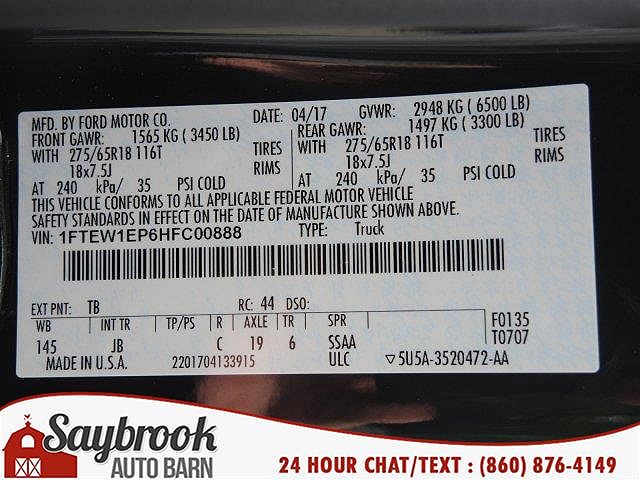 MFD. BY FORD MOTOR CO. DATE: 04/17 GVWR: 2948 KG ( 6500 LB)
FRONT GAWR: 1565 KG ( 3450 LB) REAR GAWR: 1497 KG ( 3300 LB)
WITH 275/65R18 116T TIRES WITH 275/65R18 116T TIRES
18x7.5J RIMS 18x7.5J RIMS
AT 240 kPa/ 35 PSI COLD AT 240 kPa/ 35 PSI COLD
THIS VEHICLE CONFORMS TO ALL APPLICABLE FEDERAL MOTOR VEHICLE
SAFETY STANDARDS IN EFFECT ON THE DATE OF MANUFACTURE SHOWN ABOVE.
VIN: 1FTEW1EP6HFC00888 TYPE: Truck
EXT PNT: TB RC: 44 DSO:
WB INT TR TP/PS R AXLE TR SPR F0135
145 JB C 19 6 SSAA T0707
MADE IN U.S.A. 2201704133915 ULC ▽5U5A-3520472-AA
Saybrook
AUTO BARN
24 HOUR CHAT/TEXT : (860) 876-4149